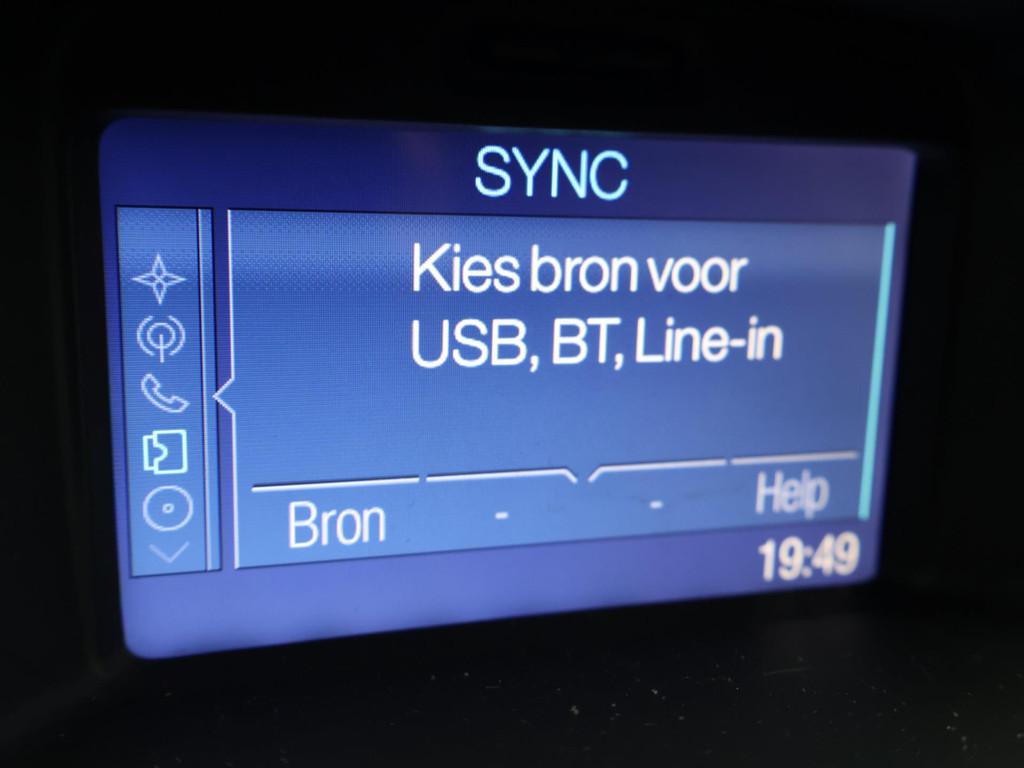 SYNC
Kies bron voor
USB, BT, Line-in
Bron - - Help
19:49